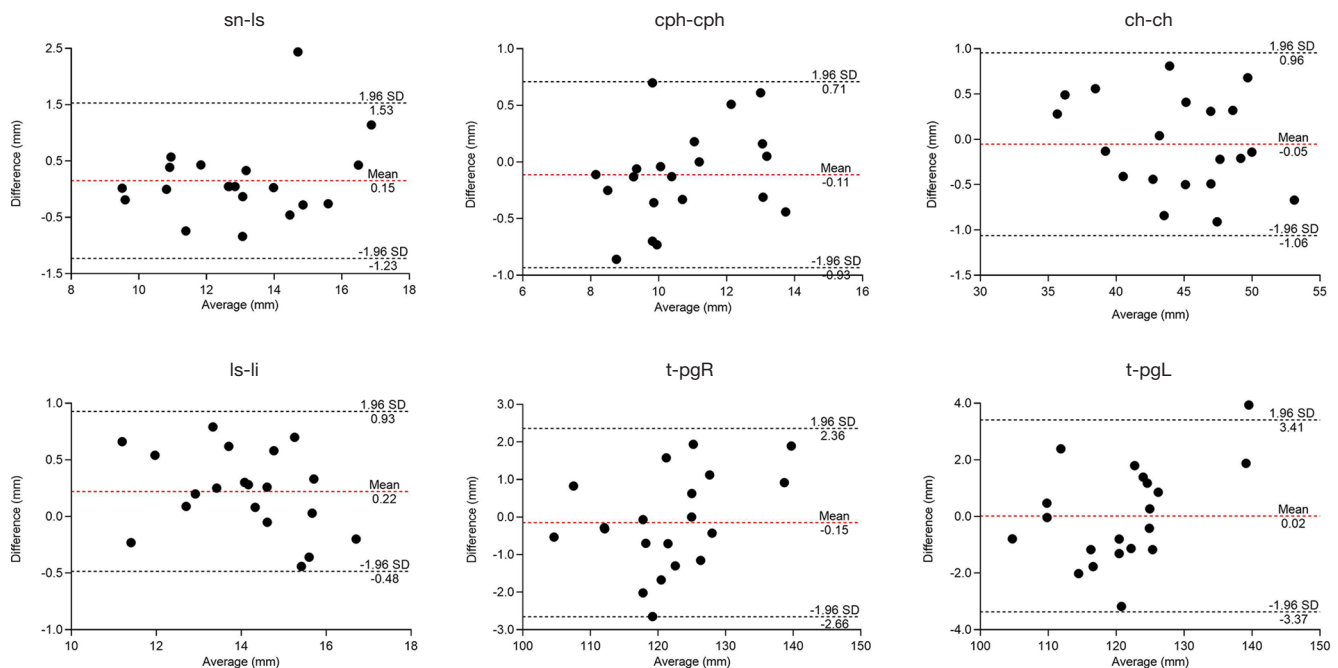 sn-ls
Difference (mm)
2.5
1.5
0.5
-0.5
-1.5
1.96 SD
1.53
Mean
0.15
-1.96 SD
-1.23
8 10 12 14 16 18
Average (mm)
cph-cph
Difference (mm)
1.0
0.5
0.0
-0.5
-1.0
1.96 SD
0.71
Mean
-0.11
-1.96 SD
-0.93
6 8 10 12 14 16
Average (mm)
ch-ch
Difference (mm)
1.0
0.5
0.0
-0.5
-1.0
-1.5
1.96 SD
0.96
Mean
-0.05
-1.96 SD
-1.06
30 35 40 45 50 55
Average (mm)
ls-li
Difference (mm)
1.0
0.5
0.0
-0.5
-1.0
1.96 SD
0.93
Mean
0.22
-1.96 SD
-0.48
10 12 14 16 18
Average (mm)
t-pgR
Difference (mm)
3.0
2.0
1.0
0.0
-1.0
-2.0
-3.0
1.96 SD
2.36
Mean
-0.15
-1.96 SD
-2.66
100 110 120 130 140 150
Average (mm)
t-pgL
Difference (mm)
4.0
2.0
0.0
-2.0
-4.0
1.96 SD
3.41
Mean
0.02
-1.96 SD
-3.37
100 110 120 130 140 150
Average (mm)